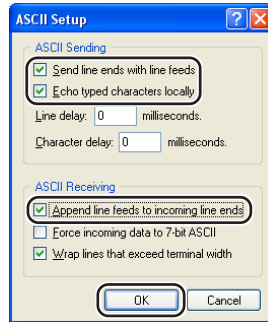 ASCII Setup
ASCII Sending
Send line ends with line feeds
Echo typed characters locally
Line delay: 0 milliseconds.
Character delay: 0 milliseconds.
ASCII Receiving
Append line feeds to incoming line ends
Force incoming data to 7-bit ASCII
Wrap lines that exceed terminal width
OK Cancel